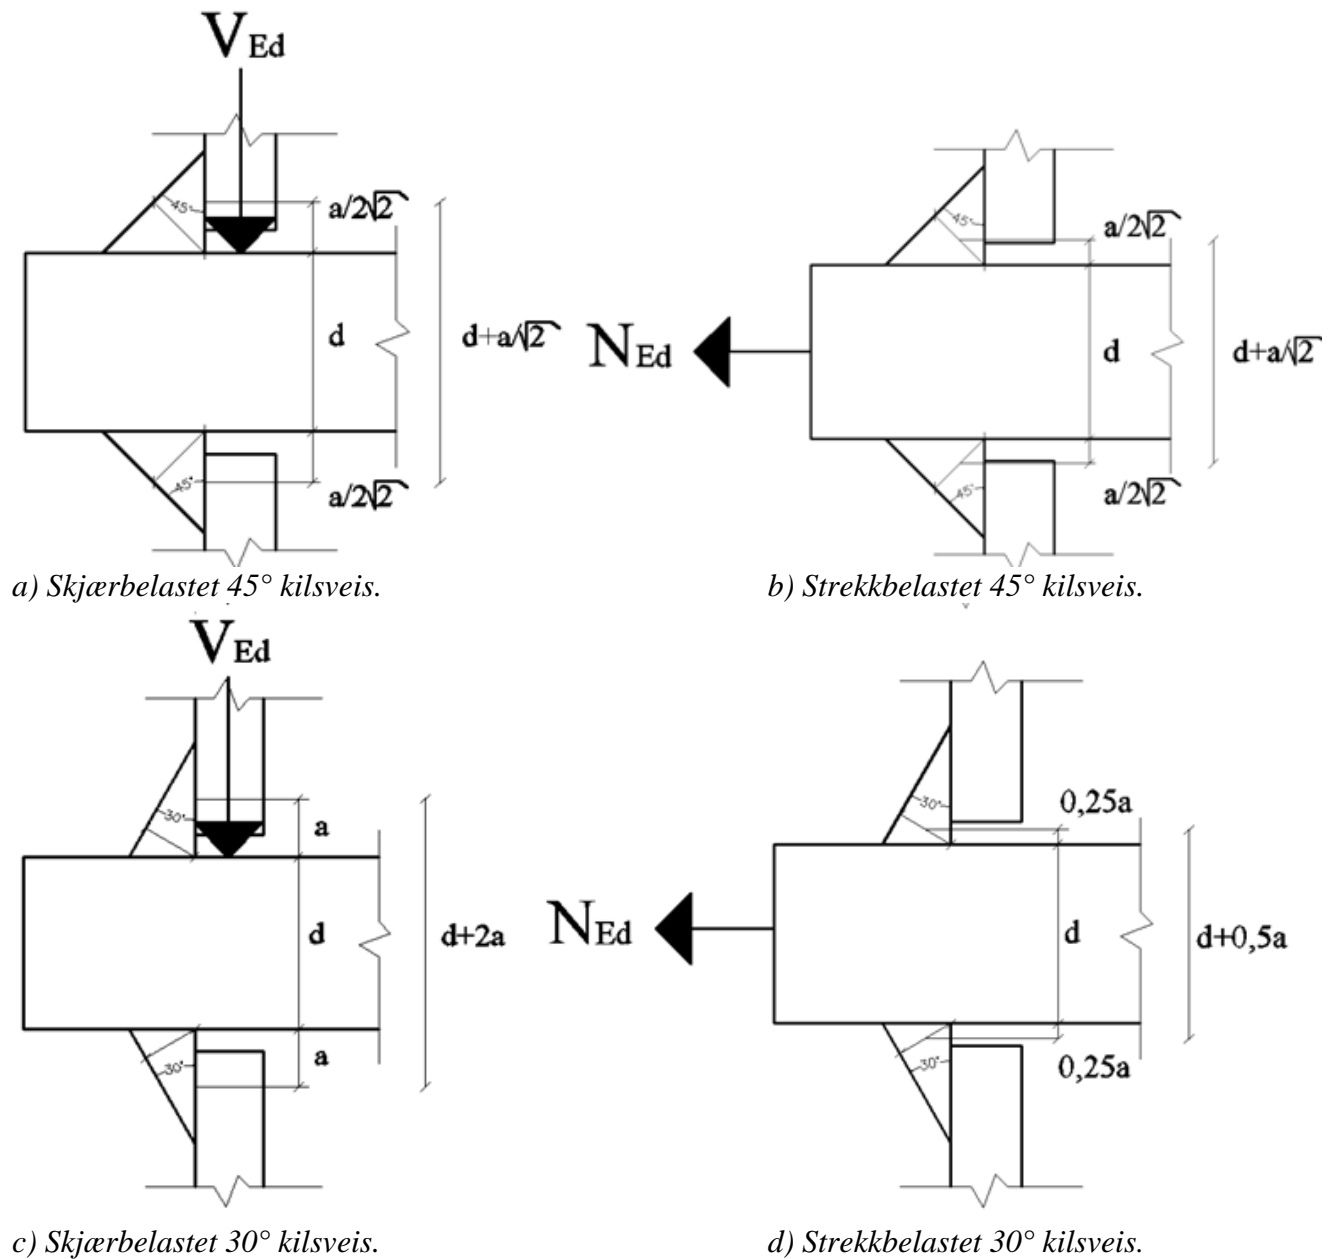 V_Ed
45°
a/2√2
d
d+a/√2
45°
a/2√2
45°
a/2√2
N_Ed
d
d+a/√2
45°
a/2√2
a) Skjærbelastet 45° kilsveis.
b) Strekkbelastet 45° kilsveis.
V_Ed
30°
a
d
d+2a
a
30°
30°
0,25a
N_Ed
d
d+0,5a
30°
0,25a
c) Skjærbelastet 30° kilsveis.
d) Strekkbelastet 30° kilsveis.